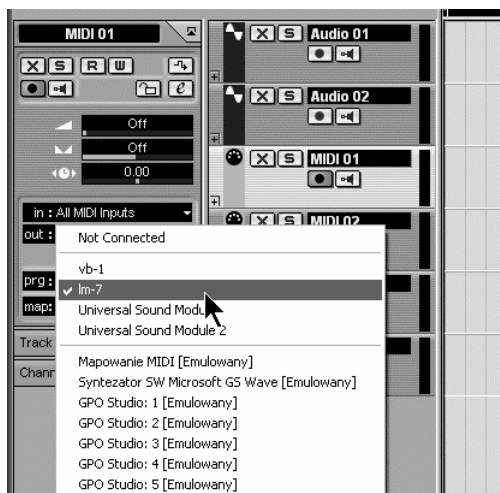 MIDI 01
X S R W
e
Off
Off
0.00
in : All MIDI Inputs
out :
prg :
map:
Track
Chann
X S Audio 01
X S Audio 02
X S MIDI 01
X S MIDI 02
Not Connected
vb-1
lm-7
Universal Sound Modu
Universal Sound Module 2
Mapowanie MIDI [Emulowany]
Syntezator SW Microsoft GS Wave [Emulowany]
GPO Studio: 1 [Emulowany]
GPO Studio: 2 [Emulowany]
GPO Studio: 3 [Emulowany]
GPO Studio: 4 [Emulowany]
GPO Studio: 5 [Emulowany]